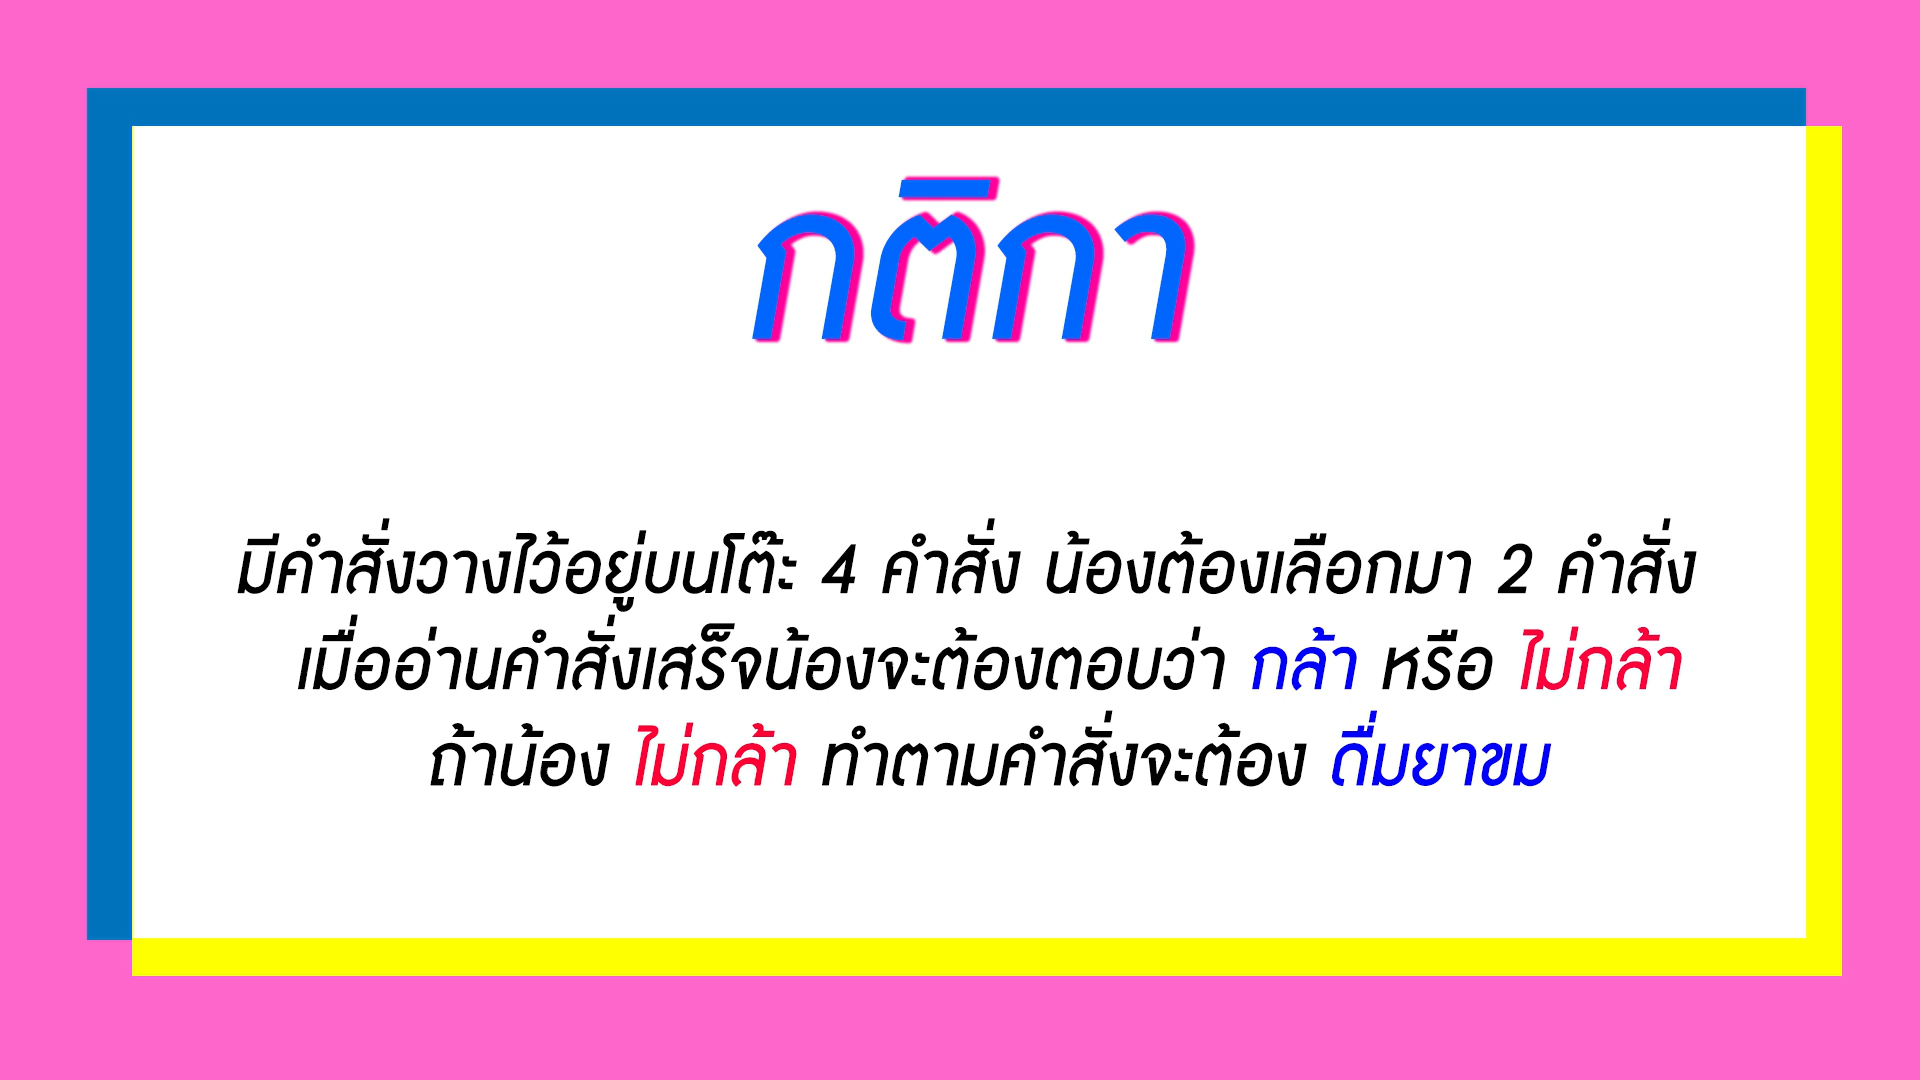 กติกา
มีคำสั่งวางไว้อยู่บนโต๊ะ 4 คำสั่ง น้องต้องเลือกมา 2 คำสั่ง
เมื่ออ่านคำสั่งเสร็จน้องจะต้องตอบว่า กล้า หรือ ไม่กล้า
ถ้าน้อง ไม่กล้า ทำตามคำสั่งจะต้อง ดื่มยาขม